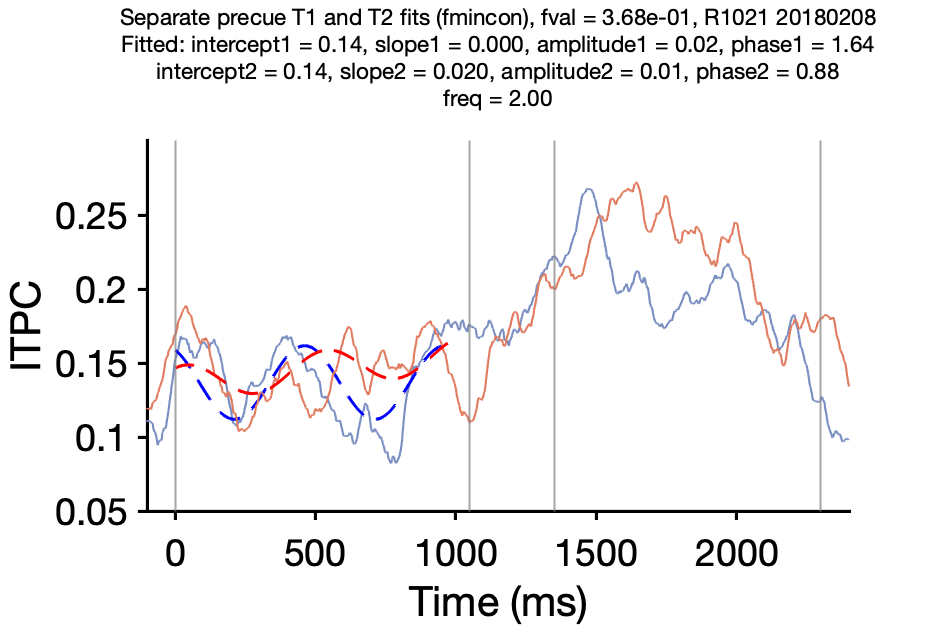 Separate precue T1 and T2 fits (fmincon), fval = 3.68e-01, R1021 20180208
Fitted: intercept1 = 0.14, slope1 = 0.000, amplitude1 = 0.02, phase1 = 1.64
intercept2 = 0.14, slope2 = 0.020, amplitude2 = 0.01, phase2 = 0.88
freq = 2.00
ITPC
0.25
0.2
0.15
0.1
0.05
0 500 1000 1500 2000
Time (ms)